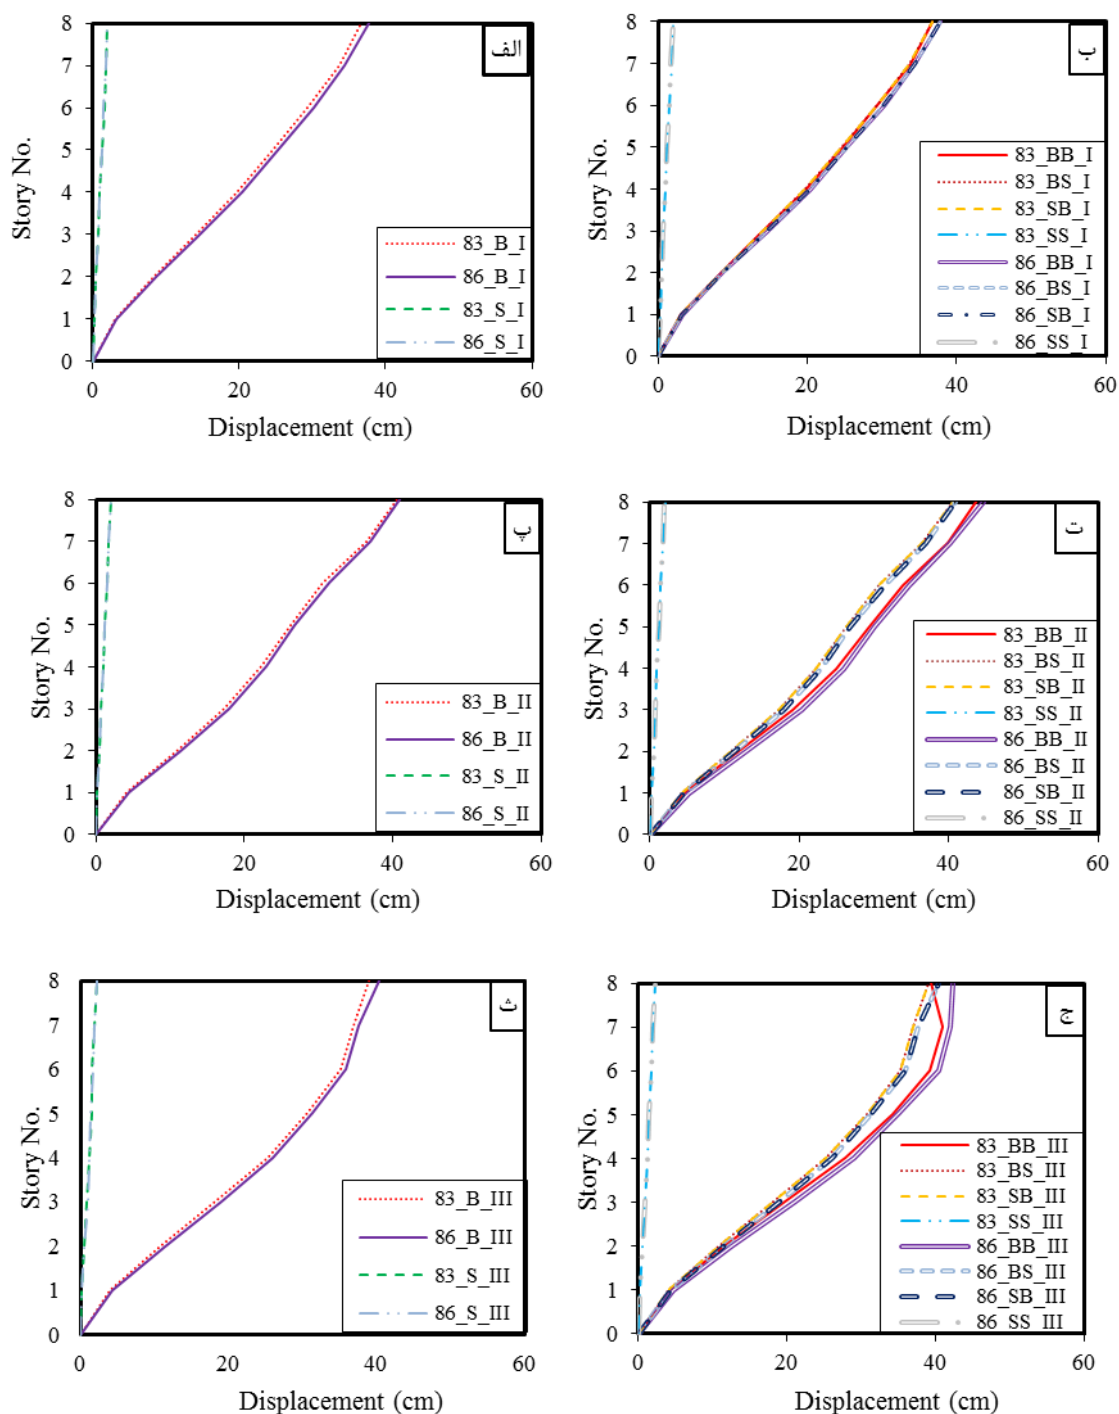 8
7
6
5
4
3
2
1
0
Story No.
الف
83_B_I
86_B_I
83_S_I
86_S_I
0 20 40 60
Displacement (cm)
8
7
6
5
4
3
2
1
0
Story No.
ب
83_BB_I
83_BS_I
83_SB_I
83_SS_I
86_BB_I
86_BS_I
86_SB_I
86_SS_I
0 20 40 60
Displacement (cm)
8
7
6
5
4
3
2
1
0
Story No.
پ
83_B_II
86_B_II
83_S_II
86_S_II
0 20 40 60
Displacement (cm)
8
7
6
5
4
3
2
1
0
Story No.
ت
83_BB_II
83_BS_II
83_SB_II
83_SS_II
86_BB_II
86_BS_II
86_SB_II
86_SS_II
0 20 40 60
Displacement (cm)
8
7
6
5
4
3
2
1
0
Story No.
ث
83_B_III
86_B_III
83_S_III
86_S_III
0 20 40 60
Displacement (cm)
8
7
6
5
4
3
2
1
0
Story No.
ج
83_BB_III
83_BS_III
83_SB_III
83_SS_III
86_BB_III
86_BS_III
86_SB_III
86_SS_III
0 20 40 60
Displacement (cm)